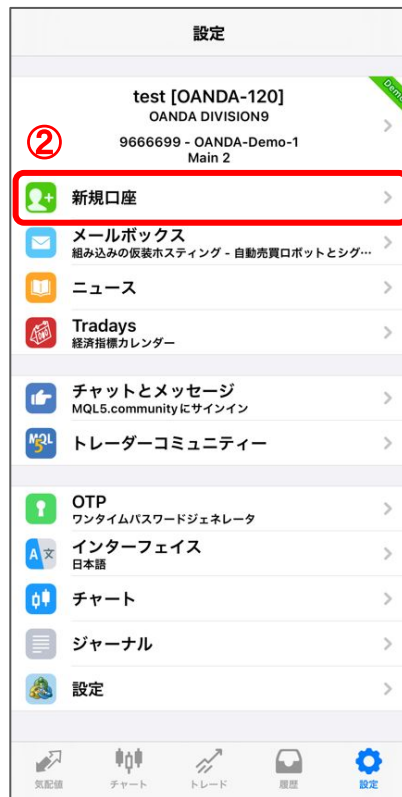 設定
test [OANDA-120]
Demo
OANDA DIVISION9
②
9666699 - OANDA-Demo-1
Main 2
新規口座
メールボックス
組み込みの仮装ホスティング - 自動売買ロボットとシグ…
ニュース
Tradays
経済指標カレンダー
チャットとメッセージ
MQL5.communityにサインイン
MQL5
トレーダーコミュニティー
OTP
ワンタイムパスワードジェネレータ
A 文
インターフェイス
日本語
チャート
ジャーナル
設定
気配値
チャート
トレード
履歴
設定